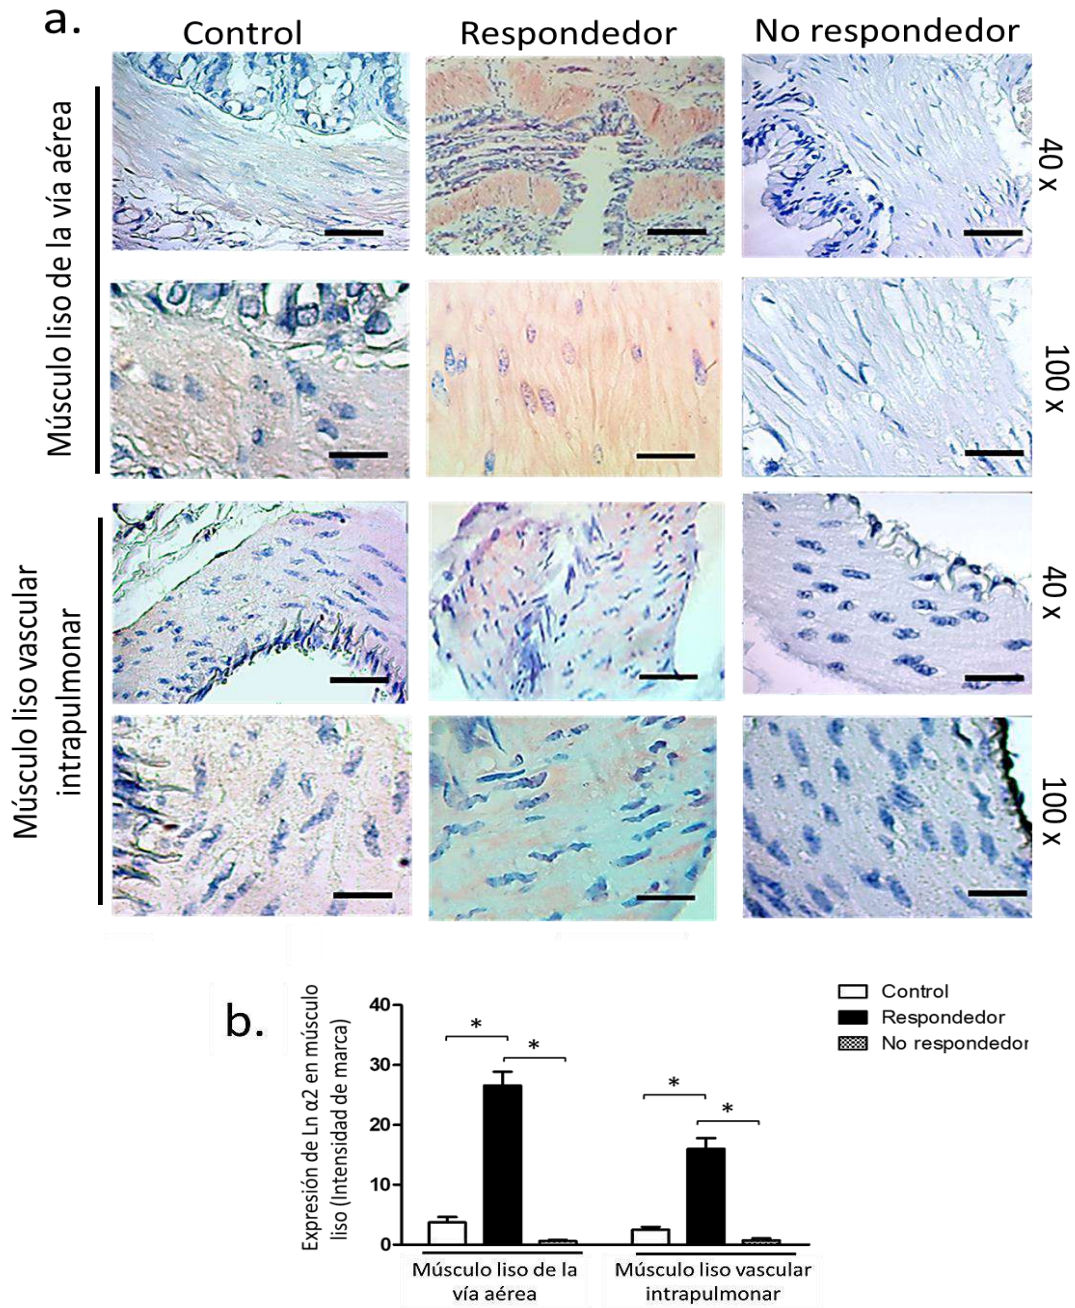 a.
Control
Respondedor
No respondedor
Músculo liso de la vía aérea
40 x
100 x
Músculo liso vascular
intrapulmonar
40 x
100 x
b.
Control
Respondedor
No respondedor
Expresión de Ln α2 en músculo
liso (Intensidad de marca)
40
30
20
10
0
*
*
*
*
Músculo liso de la
vía aérea
Músculo liso vascular
intrapulmonar